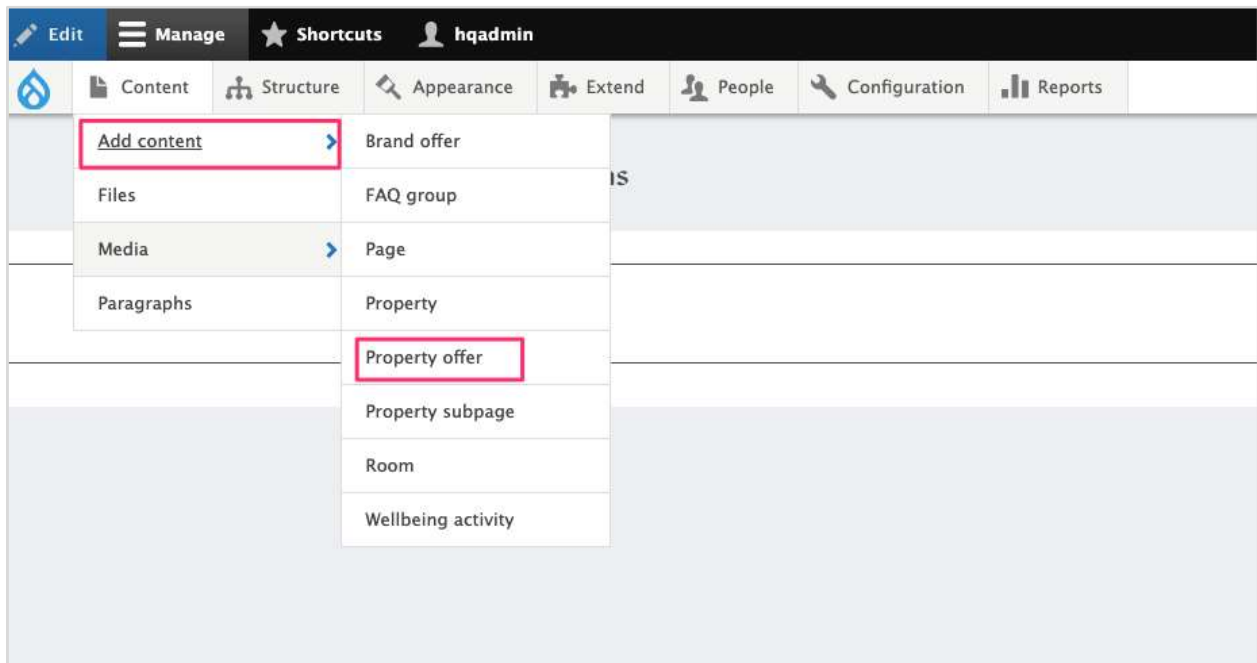 Edit Manage Shortcuts hqadmin
Content Structure Appearance Extend People Configuration Reports
Add content Brand offer
Files FAQ group
Media Page
Paragraphs Property
Property offer
Property subpage
Room
Wellbeing activity